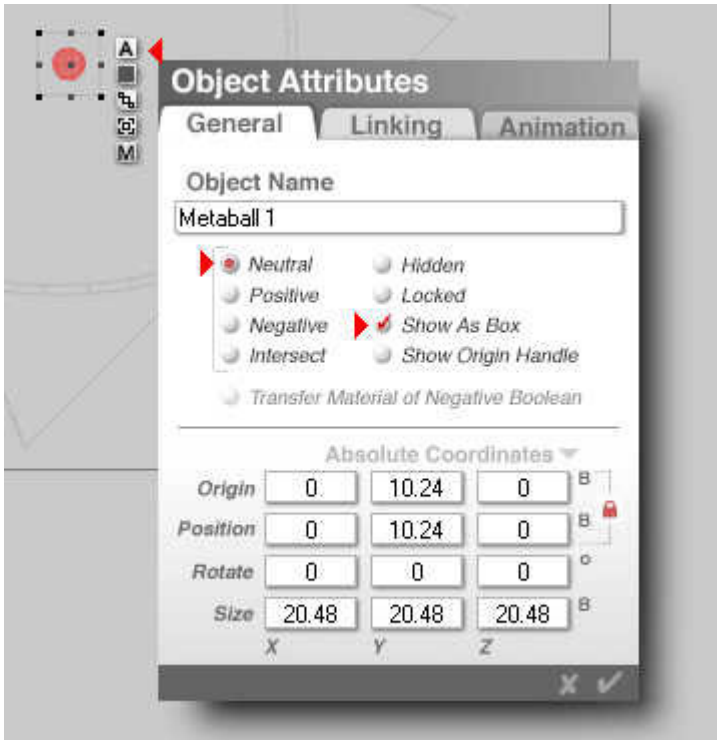 A
M
Object Attributes
General Linking Animation
Object Name
Metaball 1
Neutral Hidden
Positive Locked
Negative Show As Box
Intersect Show Origin Handle
Transfer Material of Negative Boolean
Absolute Coordinates
Origin 0 10.24 0 B
Position 0 10.24 0 B
Rotate 0 0 0 o
Size 20.48 20.48 20.48 B
X Y Z